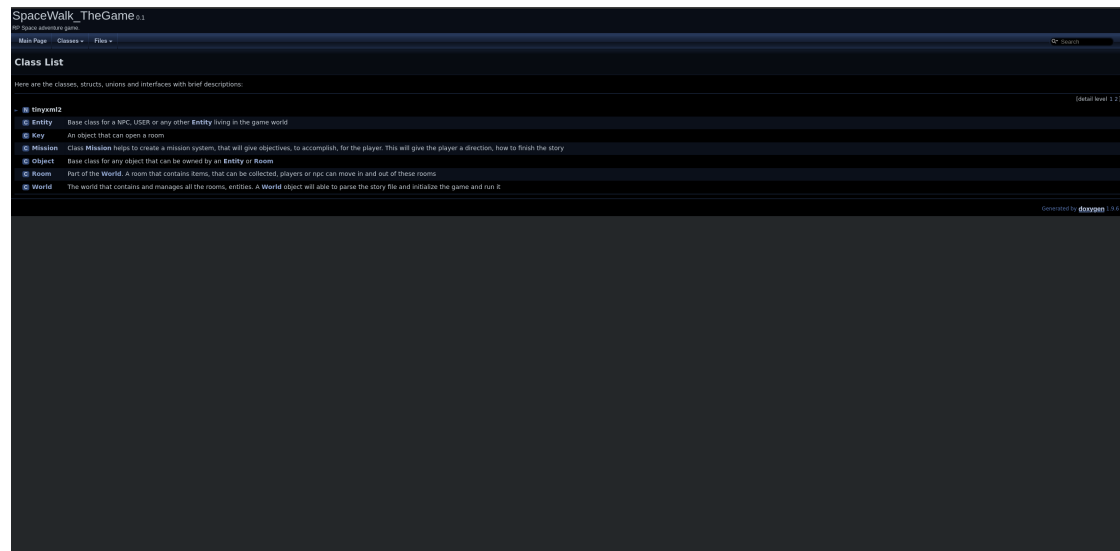 SpaceWalk_TheGame 0.1
RP Space adventure game.
Main Page Classes Files Search
Class List
Here are the classes, structs, unions and interfaces with brief descriptions:
[detail level 1 2]
N tinyxml2
C Entity Base class for a NPC, USER or any other Entity living in the game world
C Key An object that can open a room
C Mission Class Mission helps to create a mission system, that will give objectives, to accomplish, for the player. This will give the player a direction, how to finish the story
C Object Base class for any object that can be owned by an Entity or Room
C Room Part of the World. A room that contains items, that can be collected, players or npc can move in and out of these rooms
C World The world that contains and manages all the rooms, entities. A World object will able to parse the story file and initialize the game and run it
Generated by doxygen 1.9.6